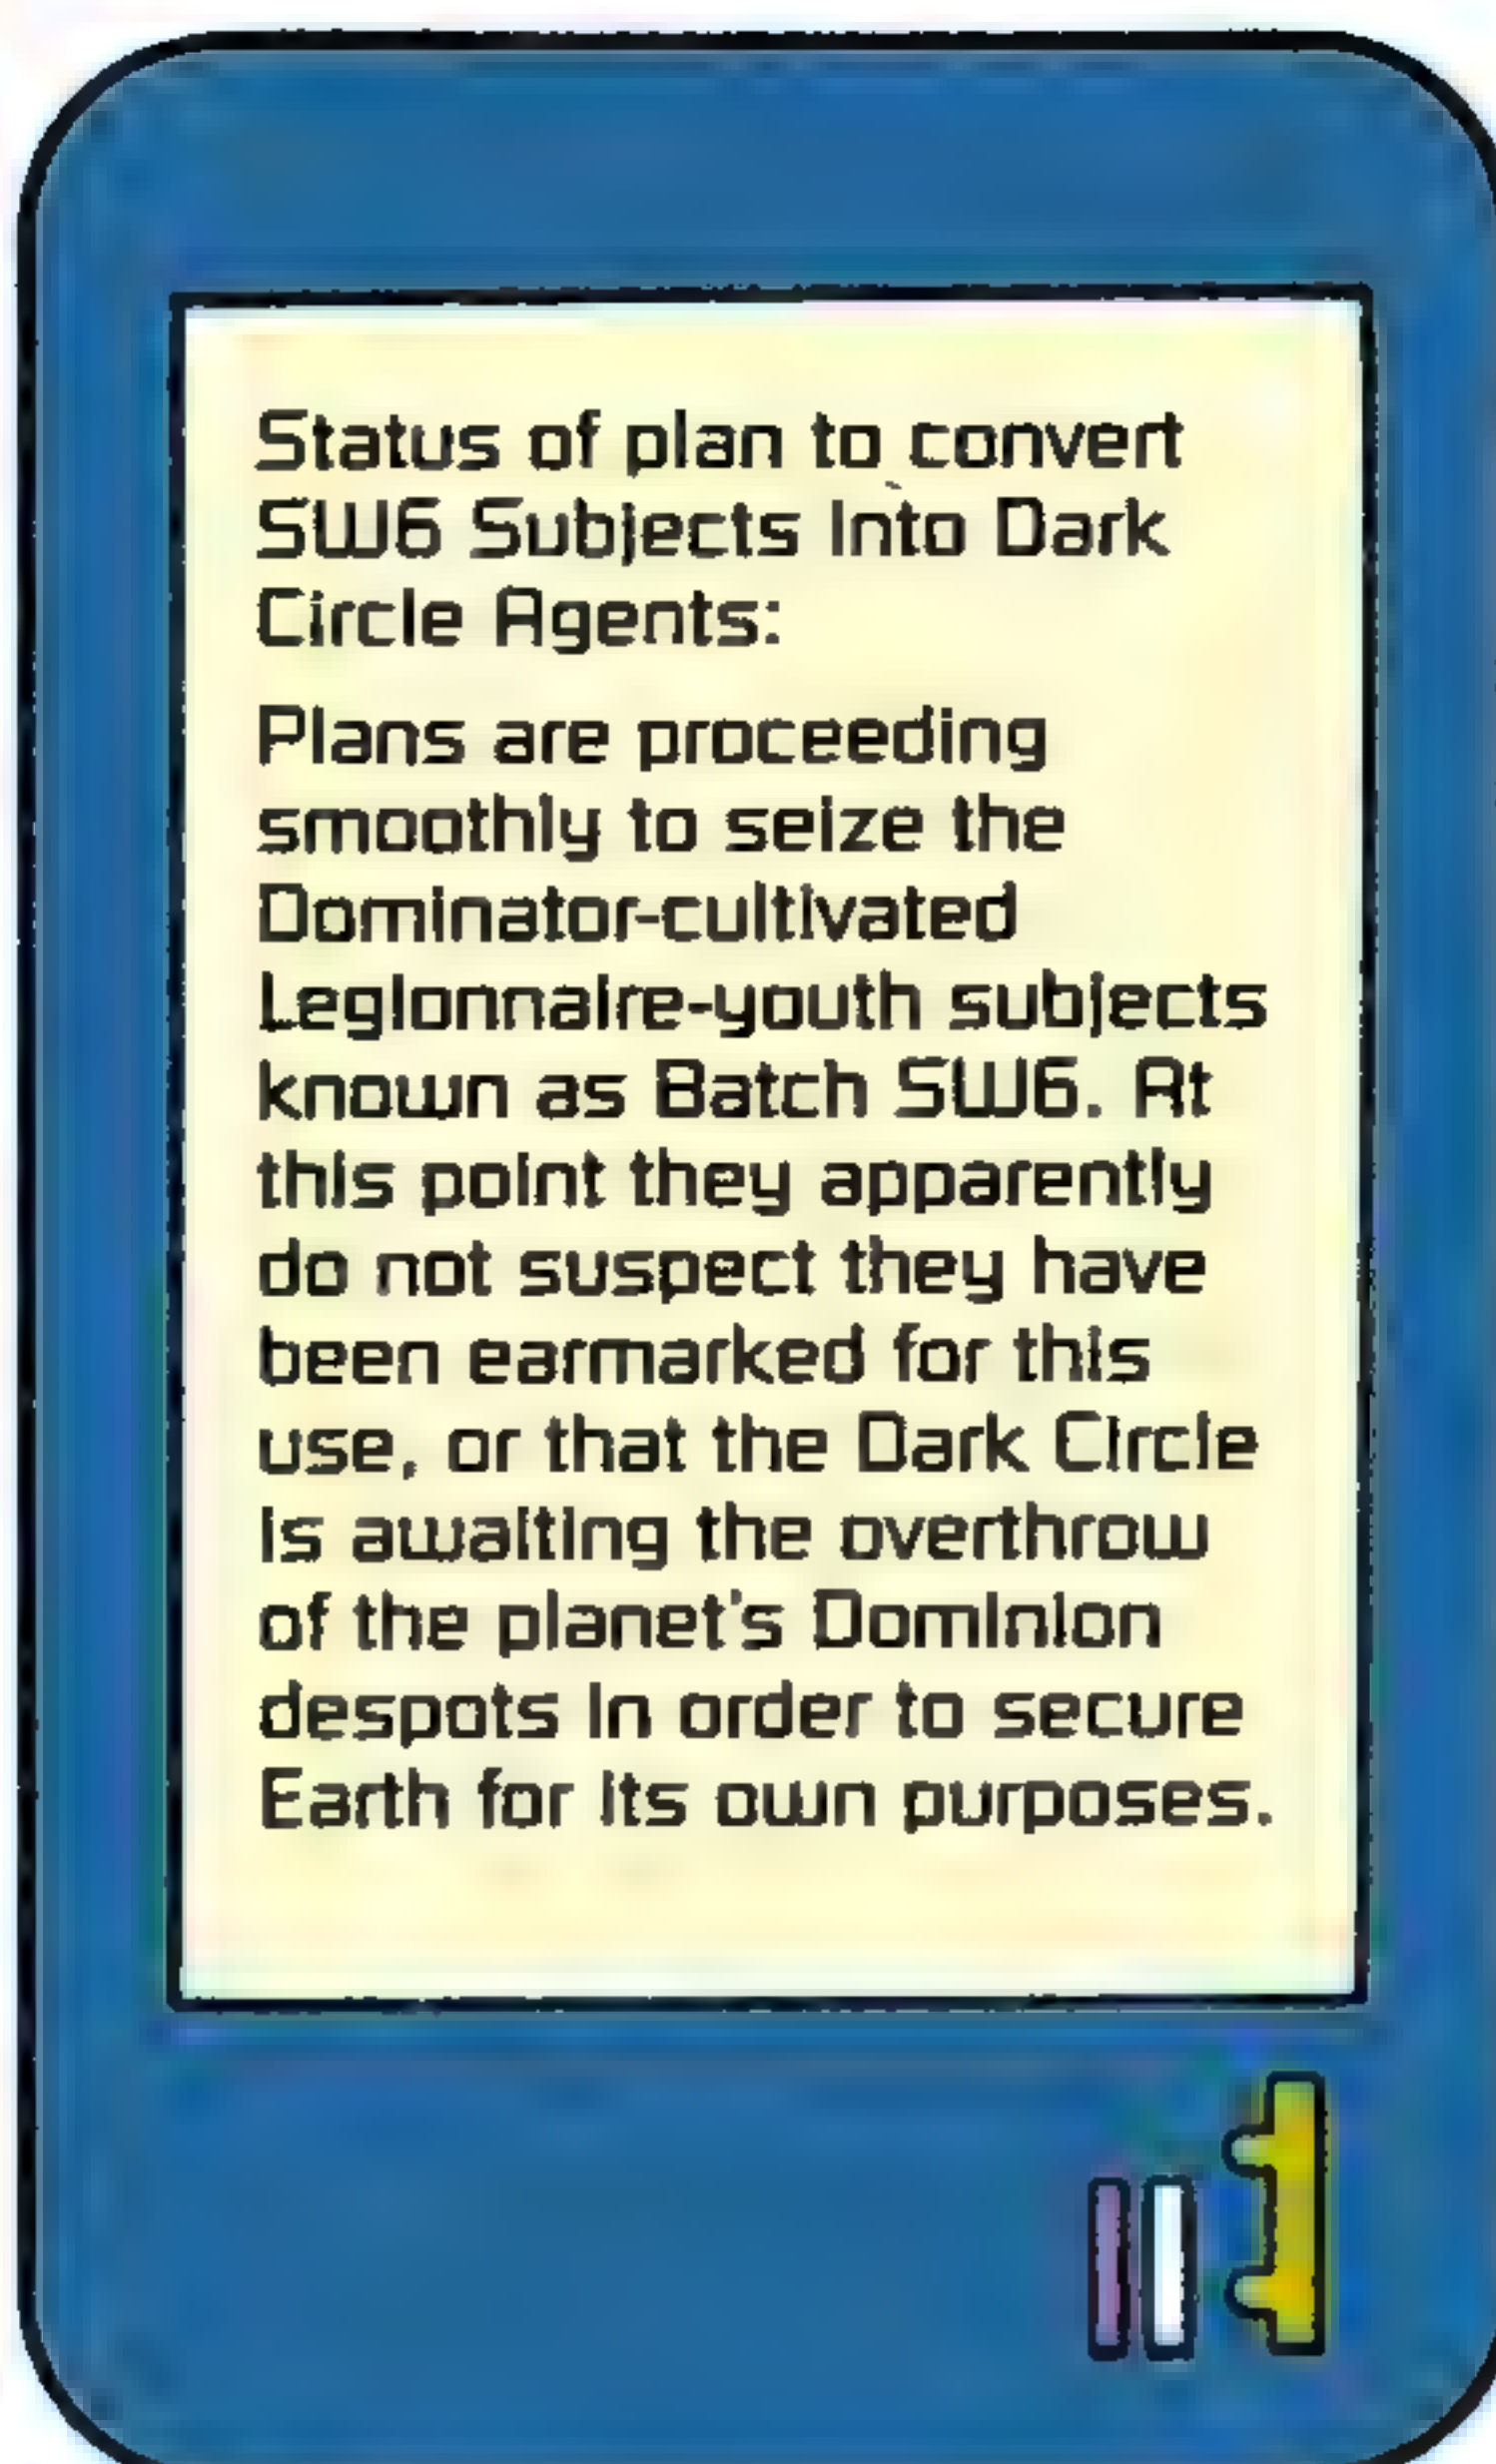 Status of plan to convert
SW6 Subjects Into Dark
Circle Agents:
Plans are proceeding
smoothly to seize the
Dominator-cultivated
Legionnaire-youth subjects
known as Batch SW6. At
this point they apparently
do not suspect they have
been earmarked for this
use, or that the Dark Circle
is awaiting the overthrow
of the planet's Dominion
despots in order to secure
Earth for its own purposes.